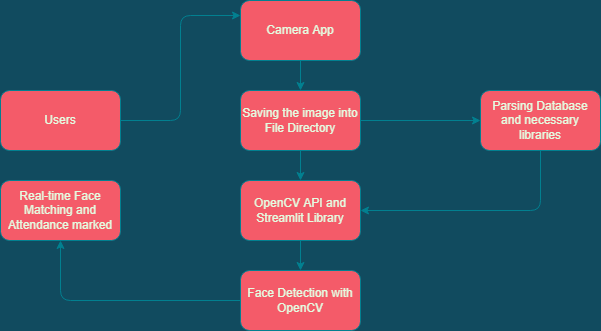 Camera App
Users
Saving the image into
File Directory
Parsing Database
and necessary
libraries
Real-time Face
Matching and
Attendance marked
OpenCV API and
Streamlit Library
Face Detection with
OpenCV